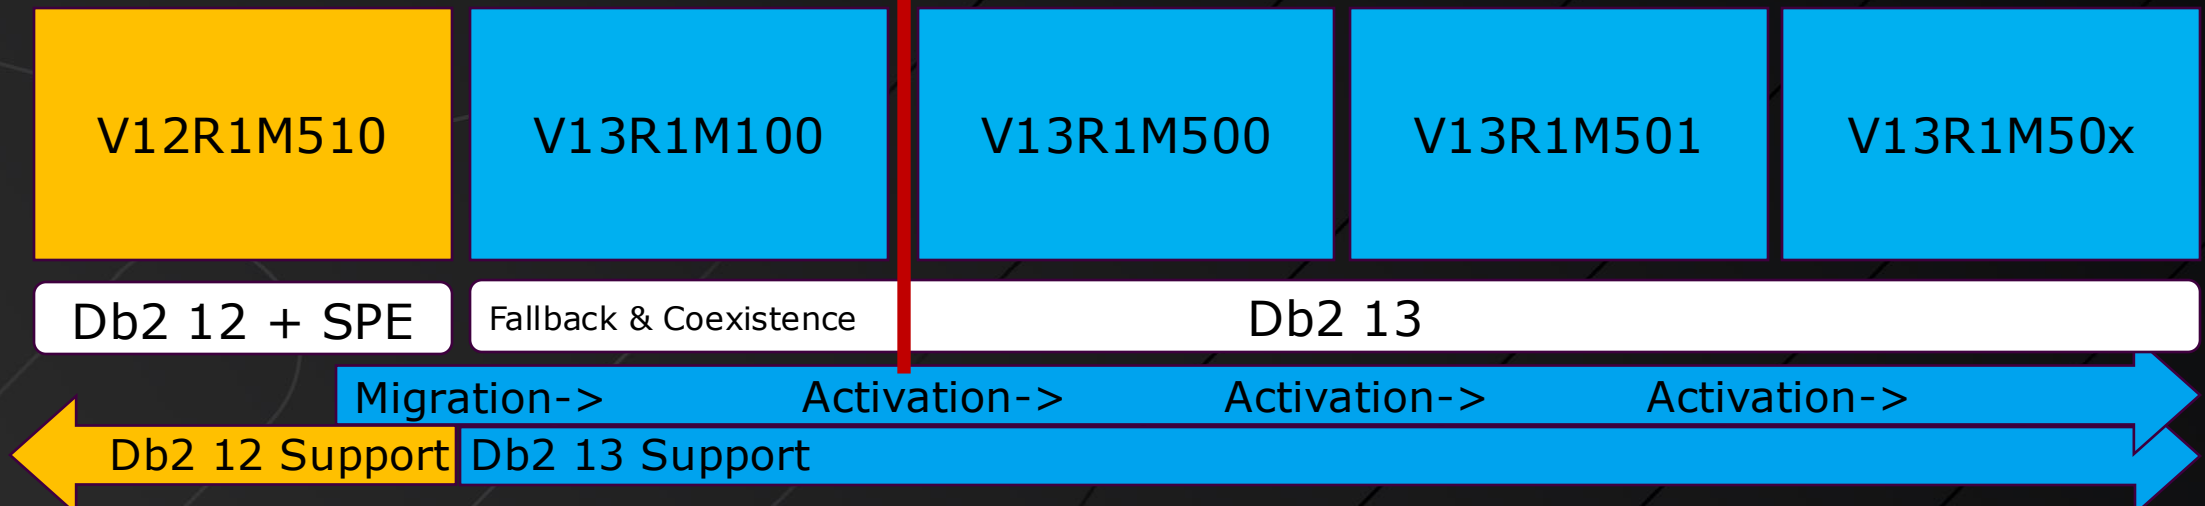 V12R1M510
V13R1M100
V13R1M500
V13R1M501
V13R1M50x
Db2 12 + SPE
Fallback & Coexistence
Db2 13
Migration->
Activation->
Activation->
Activation->
Db2 12 Support
Db2 13 Support